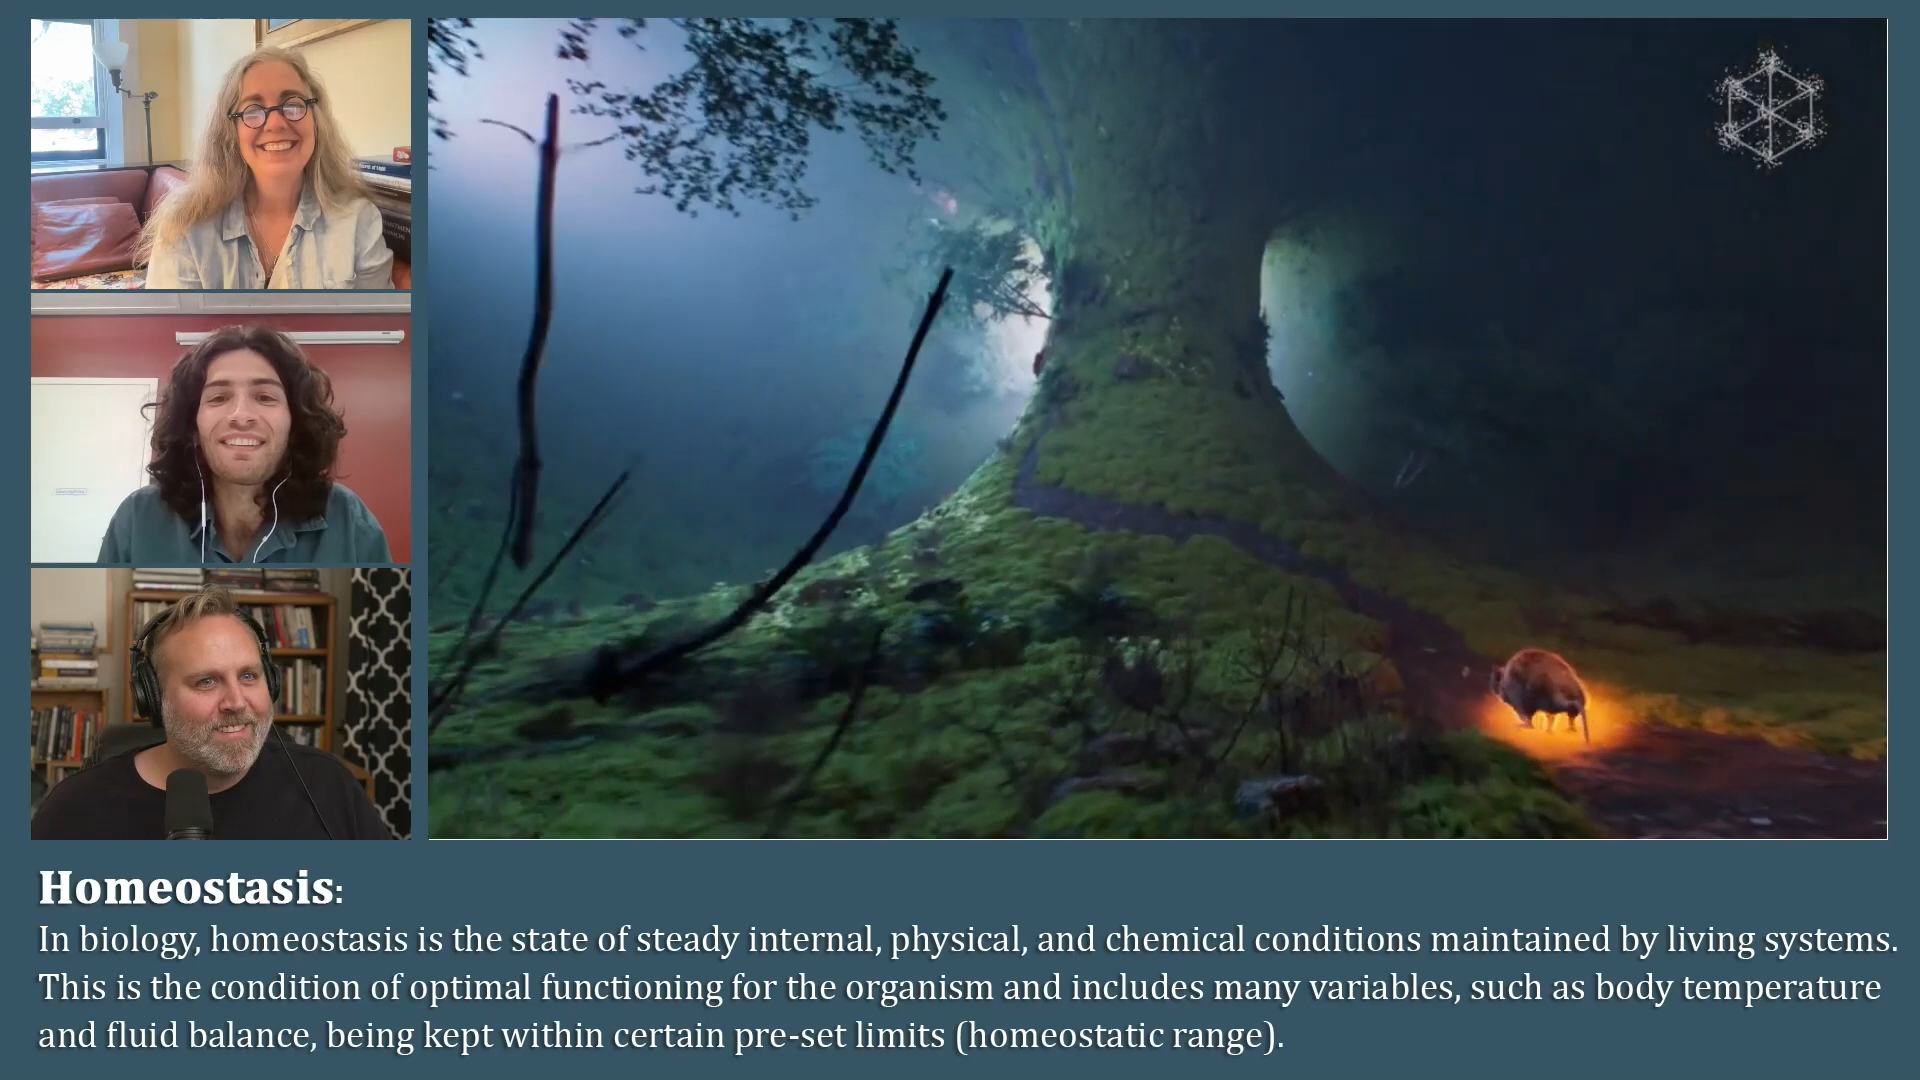 Homeostasis:
In biology, homeostasis is the state of steady internal, physical, and chemical conditions maintained by living systems.
This is the condition of optimal functioning for the organism and includes many variables, such as body temperature
and fluid balance, being kept within certain pre-set limits (homeostatic range).